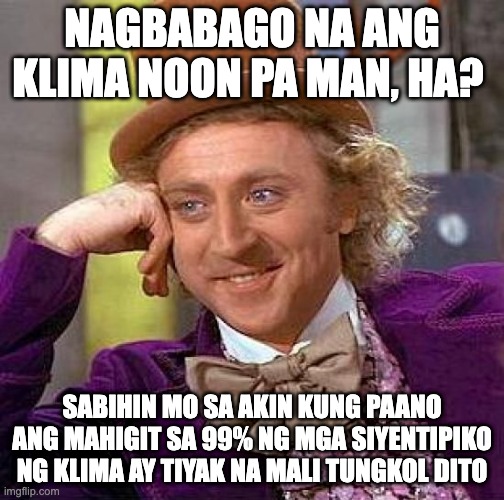 NAGBABAGO NA ANG
KLIMA NOON PA MAN, HA?
SABIHIN MO SA AKIN KUNG PAANO
ANG MAHIGIT SA 99% NG MGA SIYENTIPIKO
NG KLIMA AY TIYAK NA MALI TUNGKOL DITO
imgflip.com